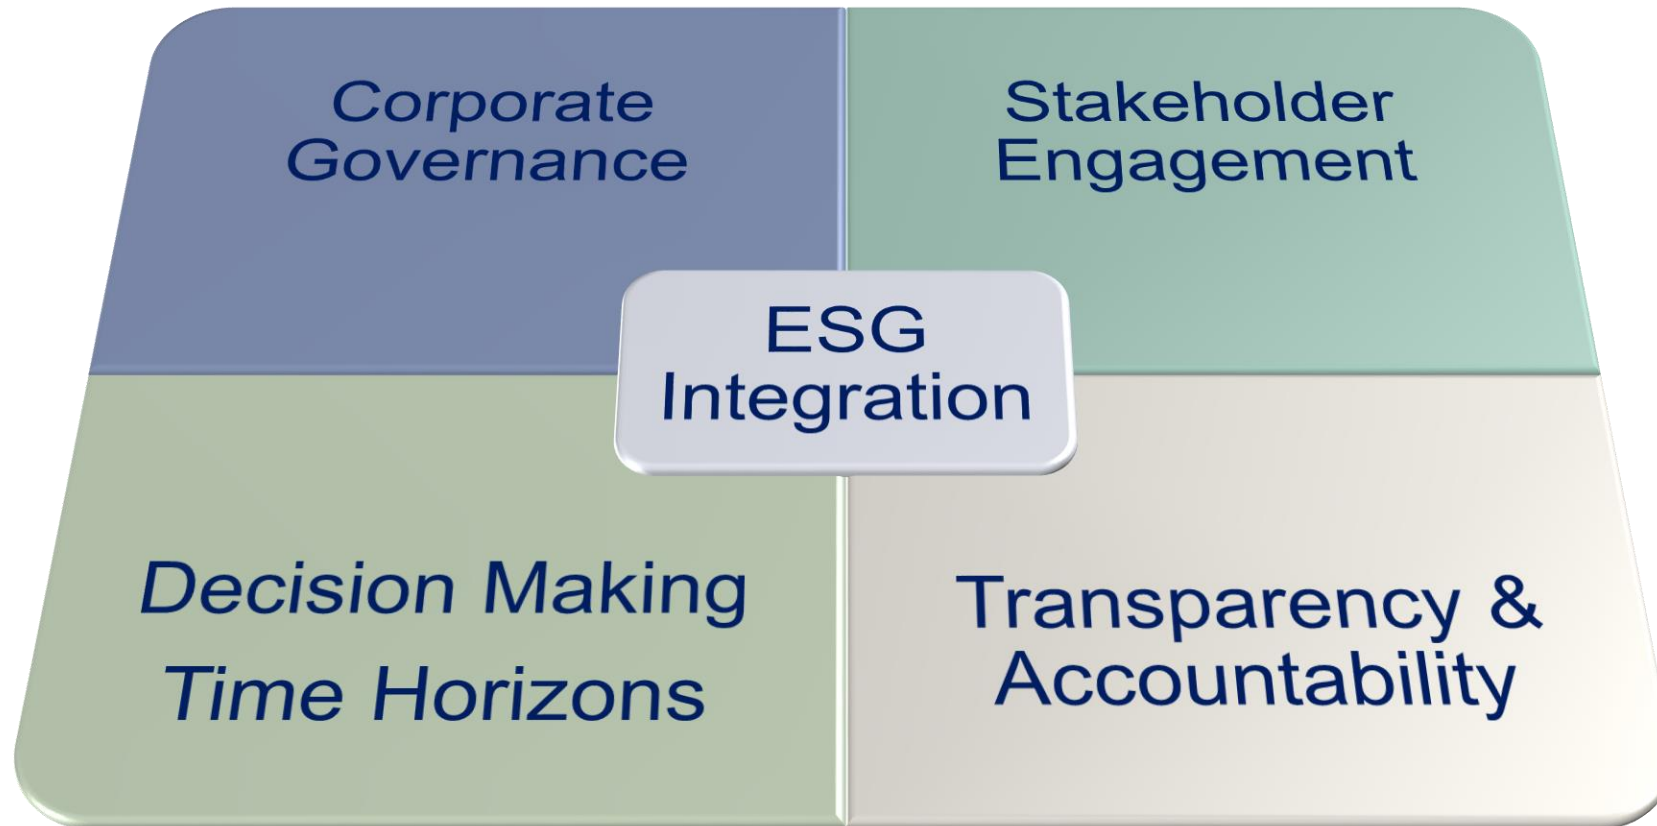 Corporate
Governance
Stakeholder
Engagement
ESG
Integration
Decision Making
Time Horizons
Transparency &
Accountability